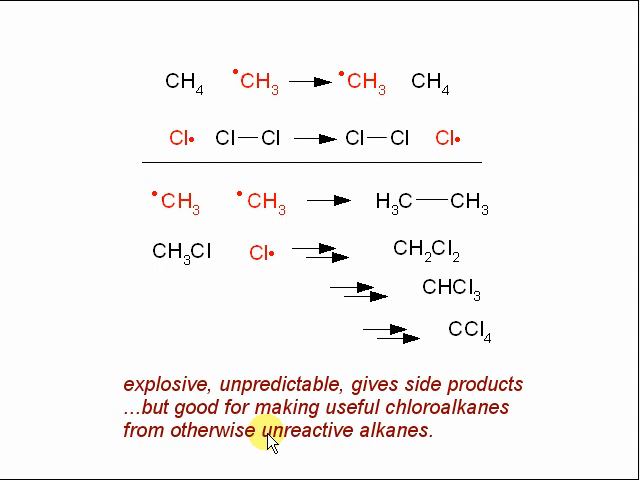 CH₄ •CH₃ → •CH₃ CH₄
Cl• Cl—Cl → Cl—Cl Cl•
•CH₃ •CH₃ → H₃C—CH₃
CH₃Cl Cl• → → CH₂Cl₂
→ → CHCl₃
→ → CCl₄
explosive, unpredictable, gives side products
...but good for making useful chloroalkanes
from otherwise unreactive alkanes.